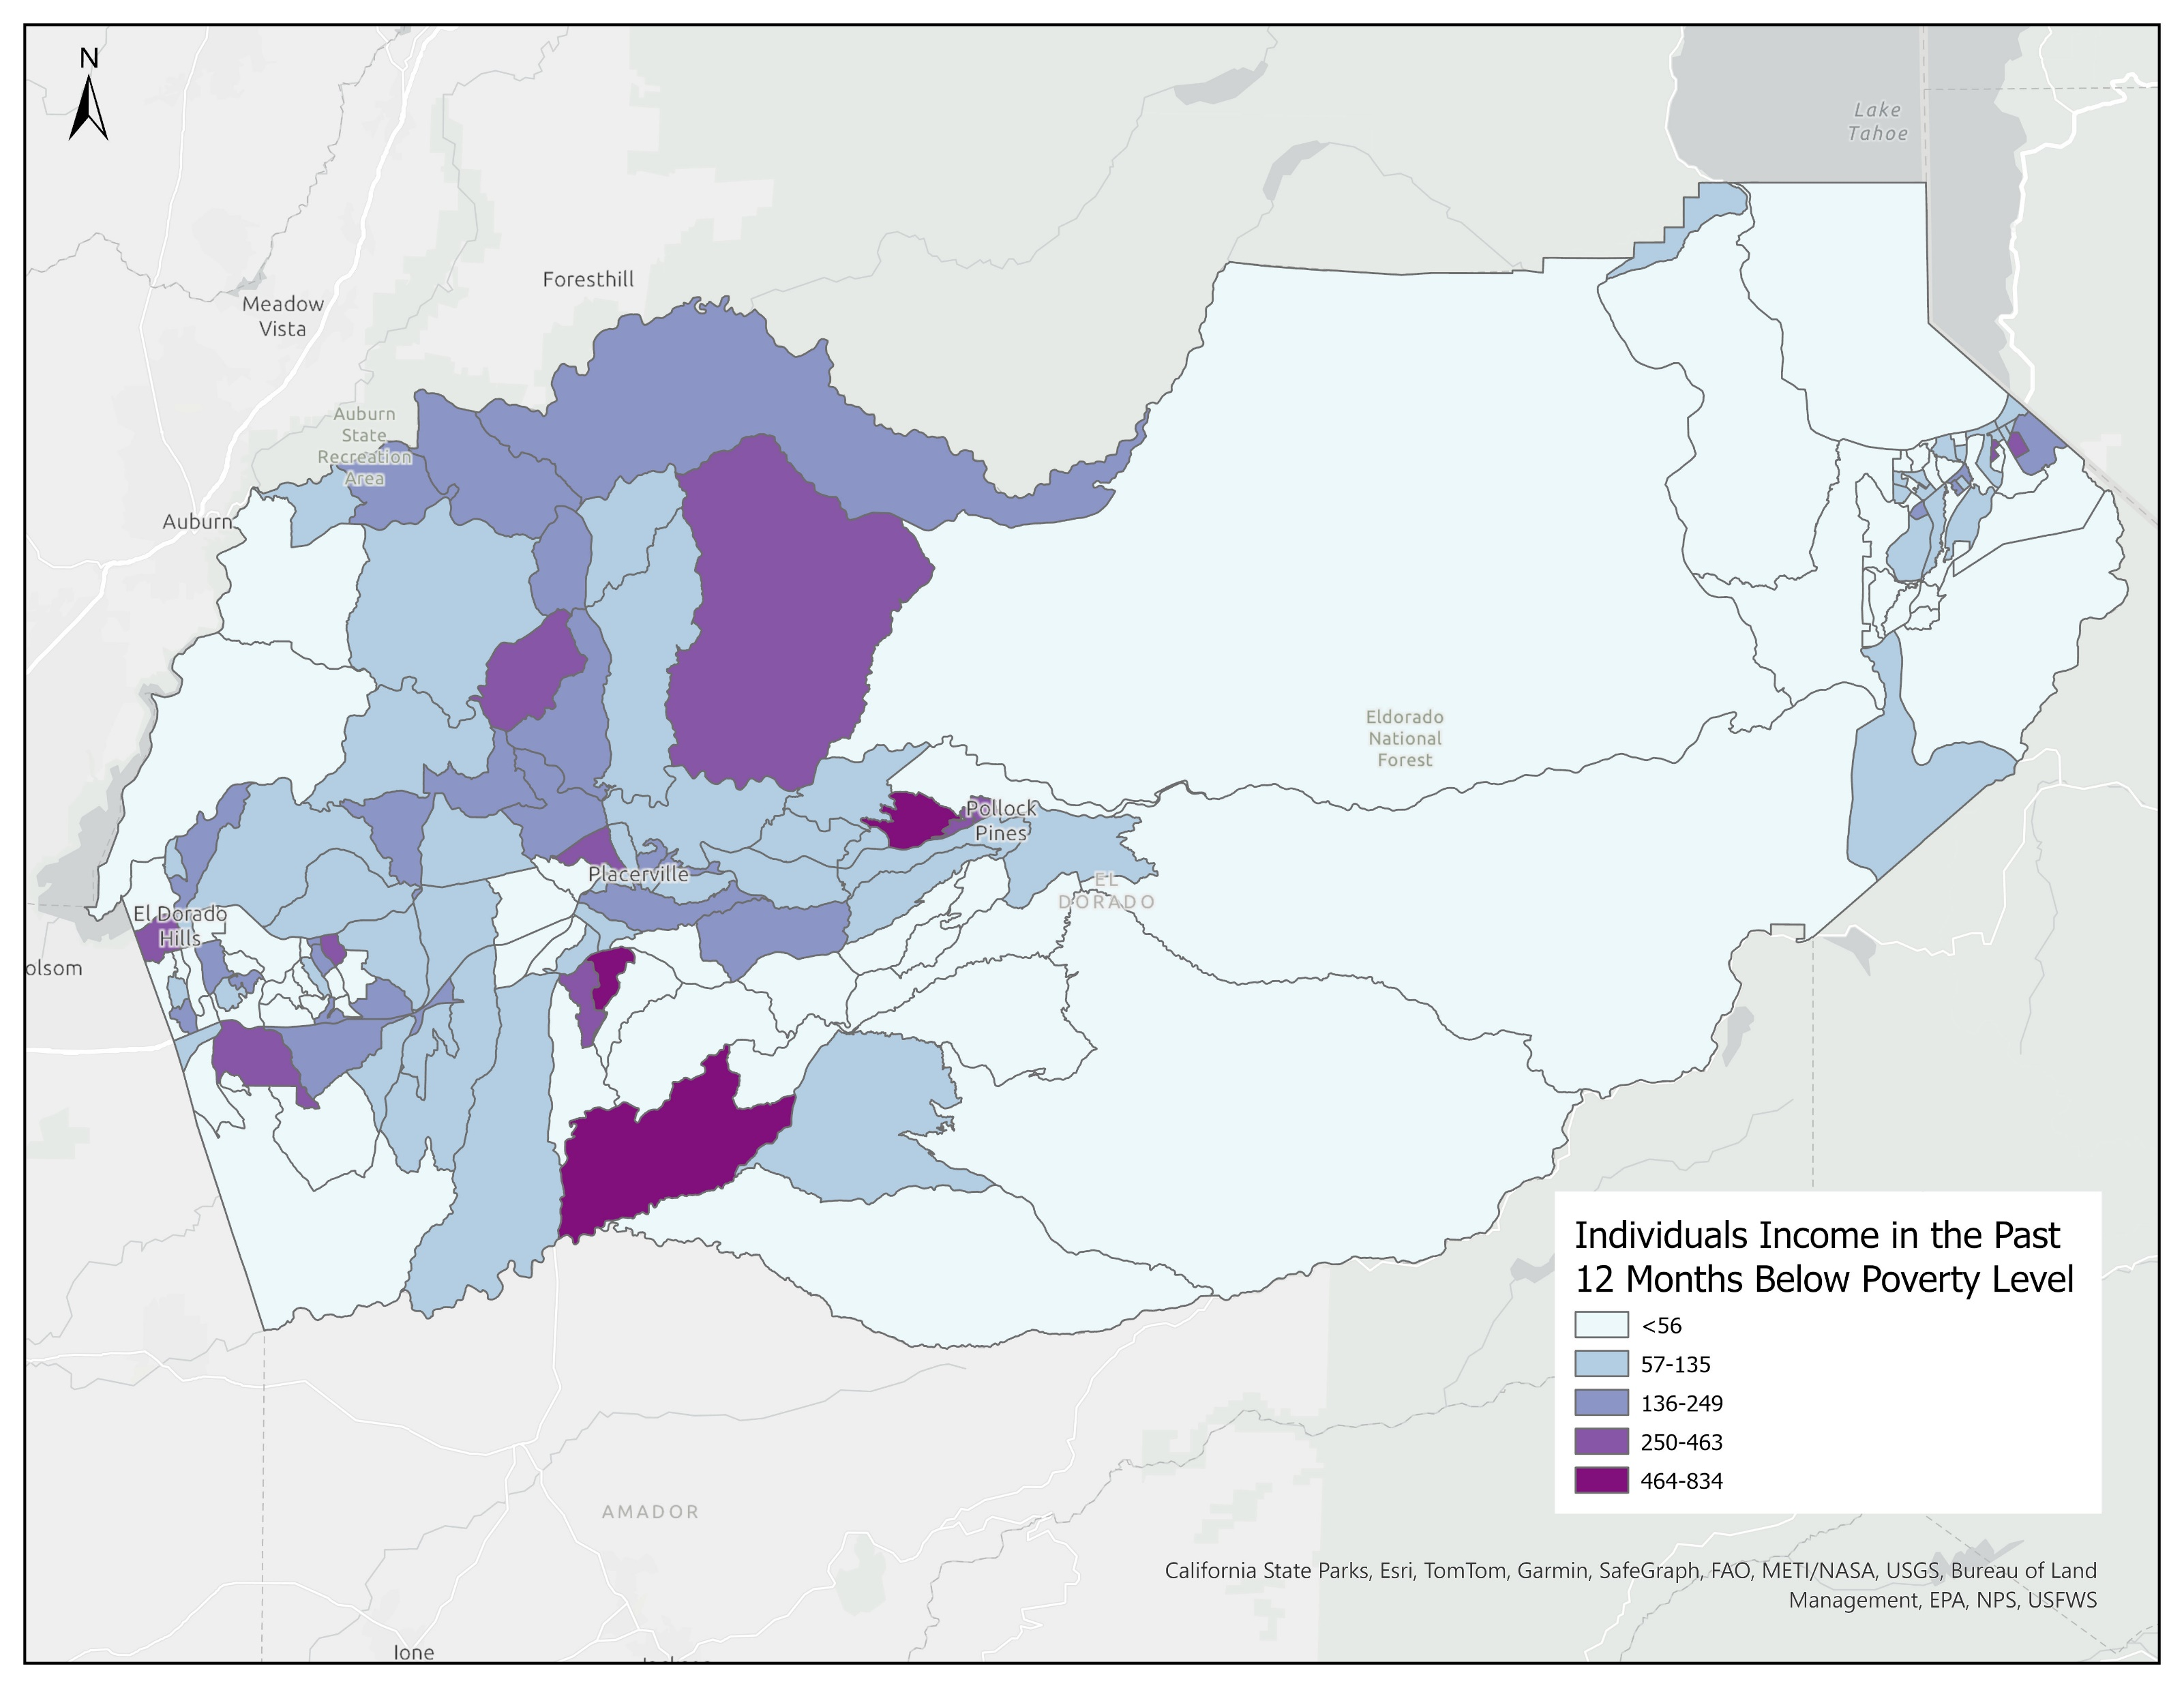 N
Lake
Tahoe
Foresthill
Meadow
Vista
Auburn
State
Recreation
Area
Auburn
Eldorado
National
Forest
Pollock
Pines
Placerville
EL
DORADO
El Dorado
Hills
olsom
Individuals Income in the Past
12 Months Below Poverty Level
<56
57-135
136-249
250-463
464-834
AMADOR
California State Parks, Esri, TomTom, Garmin, SafeGraph, FAO, METI/NASA, USGS, Bureau of Land
Management, EPA, NPS, USFWS
Ione